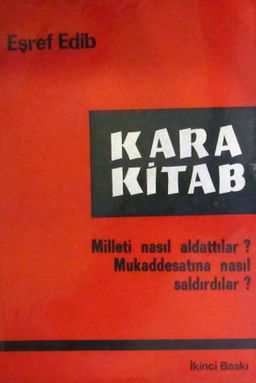 Eşref Edib
KARA
KİTAB
Milleti nasıl aldattılar ?
Mukaddesatına nasıl
saldırdılar ?
İkinci Baskı